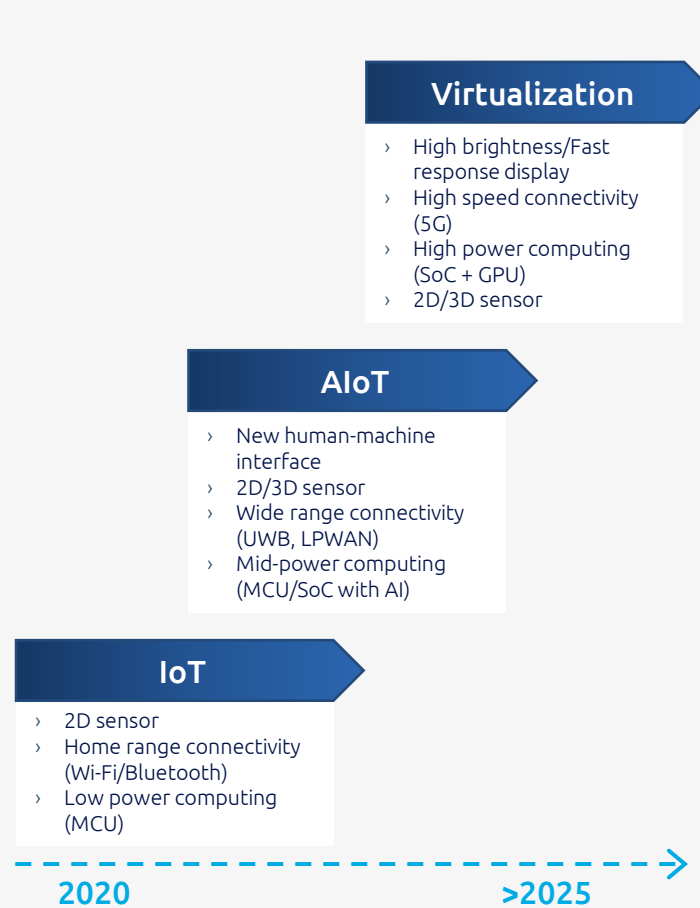 Virtualization
› High brightness/Fast
response display
› High speed connectivity
(5G)
› High power computing
(SoC + GPU)
› 2D/3D sensor
AIoT
› New human-machine
interface
› 2D/3D sensor
› Wide range connectivity
(UWB, LPWAN)
› Mid-power computing
(MCU/SoC with AI)
IoT
› 2D sensor
› Home range connectivity
(Wi-Fi/Bluetooth)
› Low power computing
(MCU)
2020 >2025